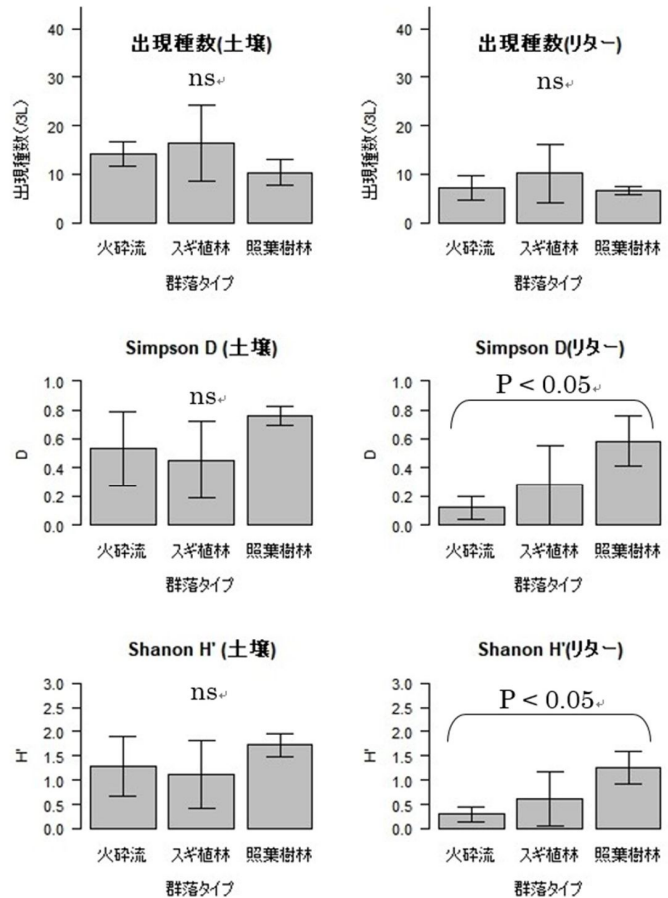 出現種数(土壌)
ns
出現種数(/3L)
40
30
20
10
0
火砕流 スギ植林 照葉樹林
群落タイプ
出現種数(リター)
ns
出現種数(/3L)
40
30
20
10
0
火砕流 スギ植林 照葉樹林
群落タイプ
Simpson D (土壌)
ns
D
1.0
0.8
0.6
0.4
0.2
0.0
火砕流 スギ植林 照葉樹林
群落タイプ
Simpson D(リター)
P < 0.05
D
1.0
0.8
0.6
0.4
0.2
0.0
火砕流 スギ植林 照葉樹林
群落タイプ
Shanon H' (土壌)
ns
H'
3.0
2.5
2.0
1.5
1.0
0.5
0.0
火砕流 スギ植林 照葉樹林
群落タイプ
Shanon H'(リター)
P < 0.05
H'
3.0
2.5
2.0
1.5
1.0
0.5
0.0
火砕流 スギ植林 照葉樹林
群落タイプ